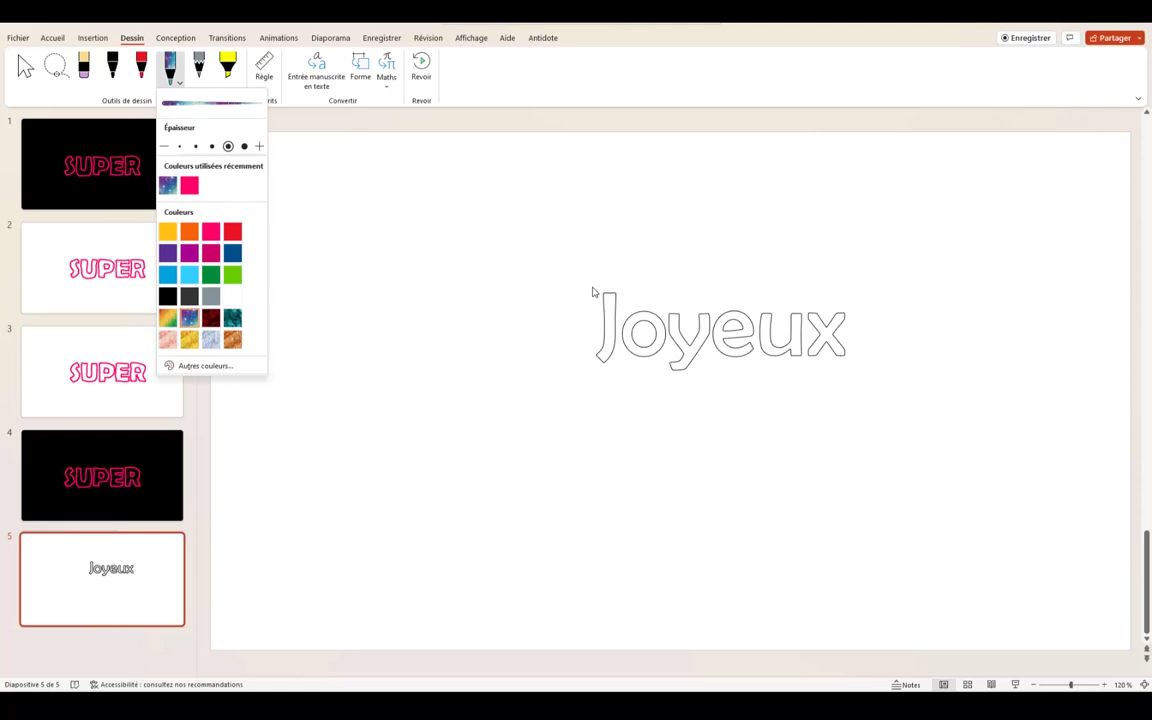 Fichier Accueil Insertion Dessin Conception Transitions Animations Diaporama Enregistrer Révision Affichage Aide Antidote
Enregistrer
Partager
Règle
Entrée manuscrite
en texte
Forme
Maths
Revoir
Outils de dessin
rits
Convertir
Revoir
Épaisseur
Couleurs utilisées récemment
Couleurs
Autres couleurs...
1
SUPER
2
SUPER
3
SUPER
4
SUPER
5
Joyeux
Joyeux
Diapositive 5 de 5
Accessibilité : consultez nos recommandations
Notes
120 %